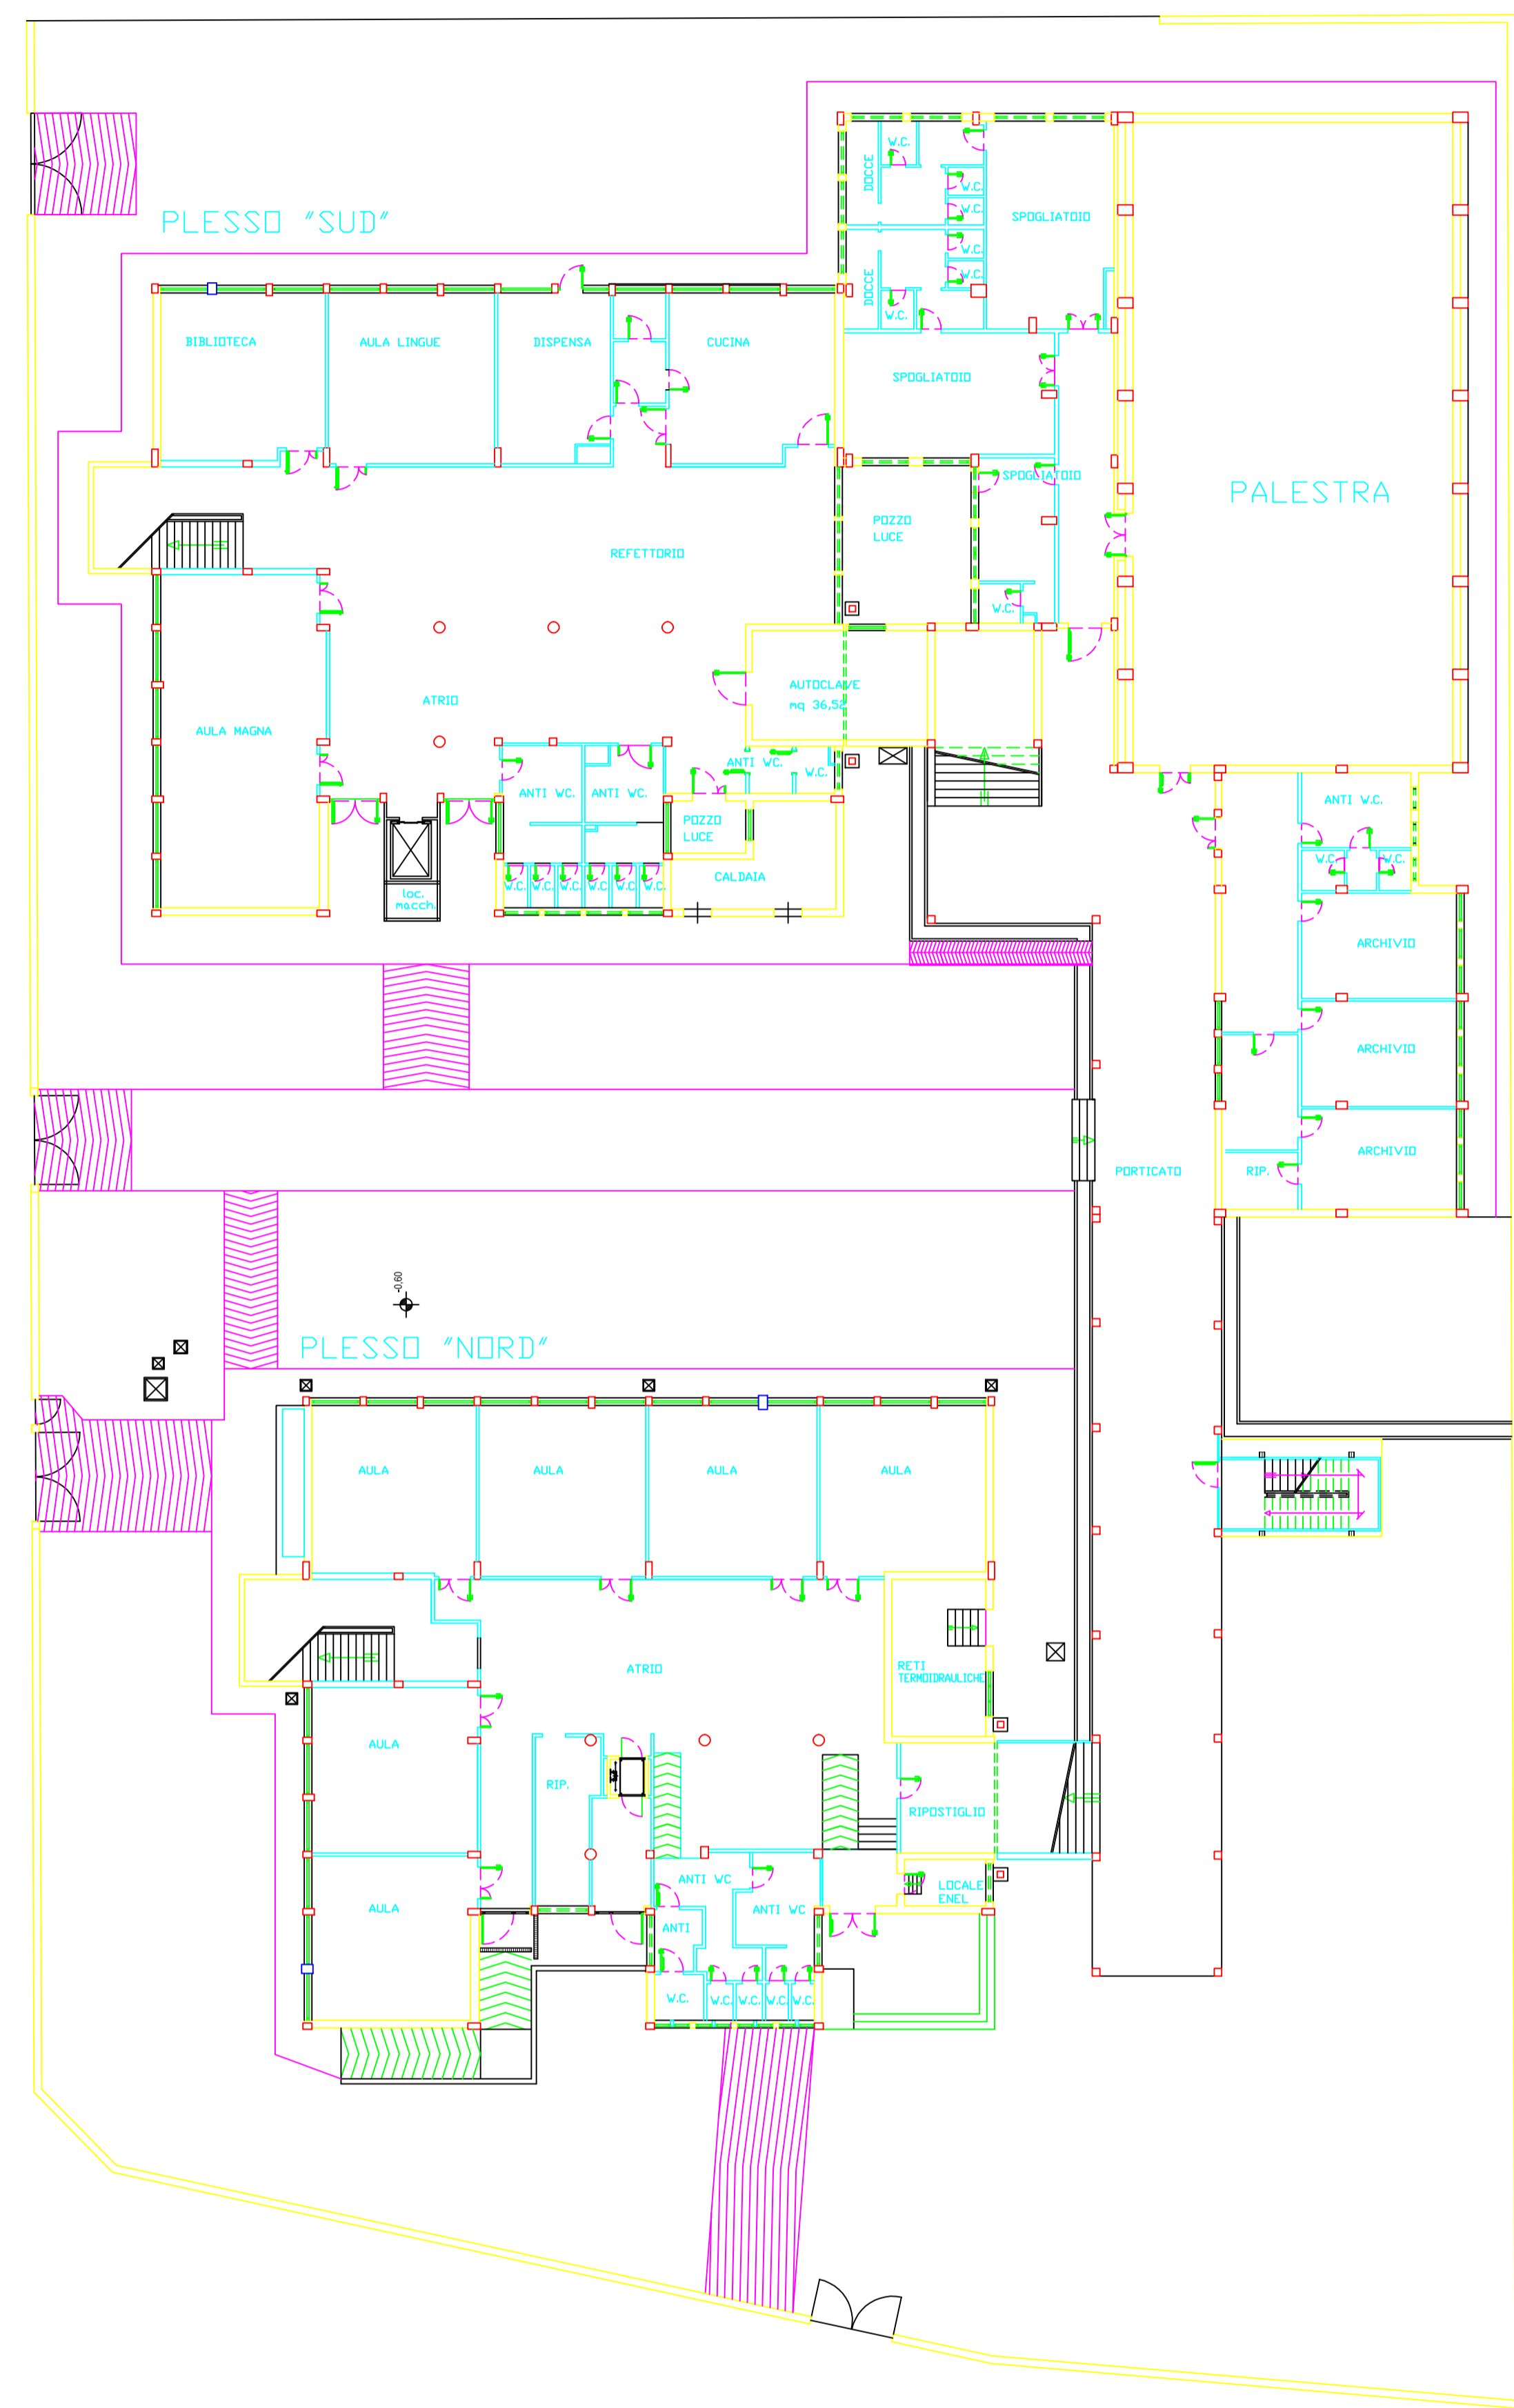 PLESSO "SUD"
DOCCE
W.C.
W.C.
W.C.
SPOGLIATOIO
W.C.
W.C.
DOCCE
W.C.
BIBLIOTECA
AULA LINGUE
DISPENSA
CUCINA
SPOGLIATOIO
SPOGLIATOIO
PALESTRA
POZZO
LUCE
REFETTORIO
W.C.
AUTOCLAVE
mq 36,52
ATRIO
AULA MAGNA
ANTI WC.
W.C.
ANTI WC.
ANTI WC.
POZZO
LUCE
CALDAIA
W.C.
W.C.
W.C.
W.C.
W.C.
W.C.
loc.
macch.
ANTI W.C.
W.C.
W.C.
ARCHIVIO
ARCHIVIO
ARCHIVIO
PORTICATO
RIP.
-0.60
PLESSO "NORD"
AULA
AULA
AULA
AULA
ATRIO
RETI
TERMOIDRAULICHE
AULA
RIP.
RIPOSTIGLIO
ANTI WC
LOCALE
ENEL
AULA
ANTI WC
ANTI
W.C.
W.C.
W.C.
W.C.
W.C.